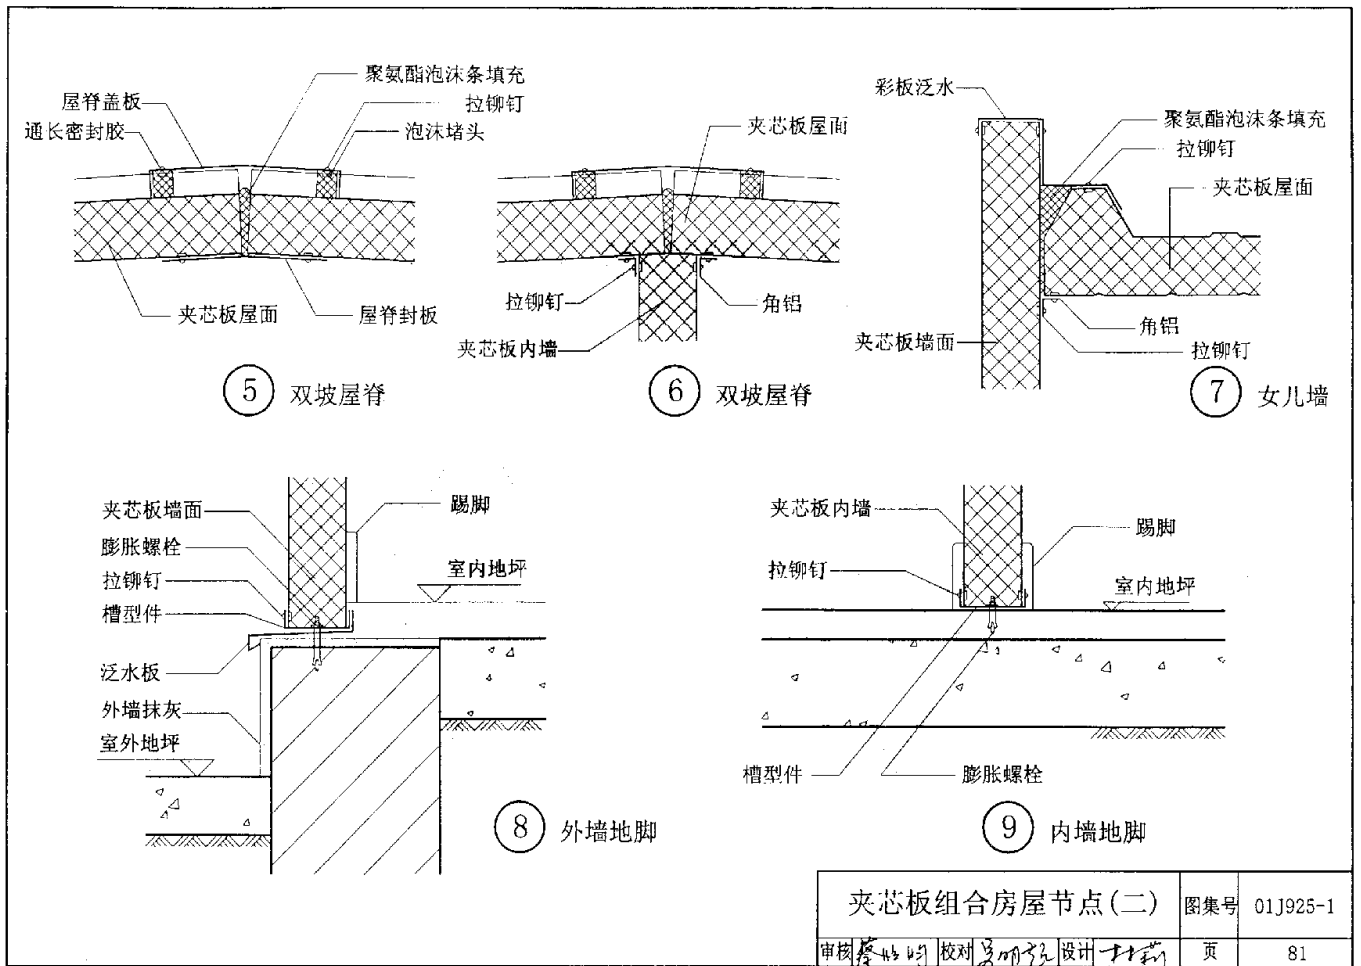 聚氨酯泡沫条填充
屋脊盖板
拉铆钉
通长密封胶
泡沫堵头
夹芯板屋面
屋脊封板
5 双坡屋脊
夹芯板屋面
拉铆钉
角铝
夹芯板内墙
6 双坡屋脊
彩板泛水
聚氨酯泡沫条填充
拉铆钉
夹芯板屋面
角铝
夹芯板墙面
拉铆钉
7 女儿墙
夹芯板墙面
踢脚
膨胀螺栓
拉铆钉
室内地坪
槽型件
泛水板
外墙抹灰
室外地坪
8 外墙地脚
夹芯板内墙
踢脚
拉铆钉
室内地坪
槽型件
膨胀螺栓
9 内墙地脚
夹芯板组合房屋节点(二) 图集号 01J925-1
审核 校对 设计 页 81